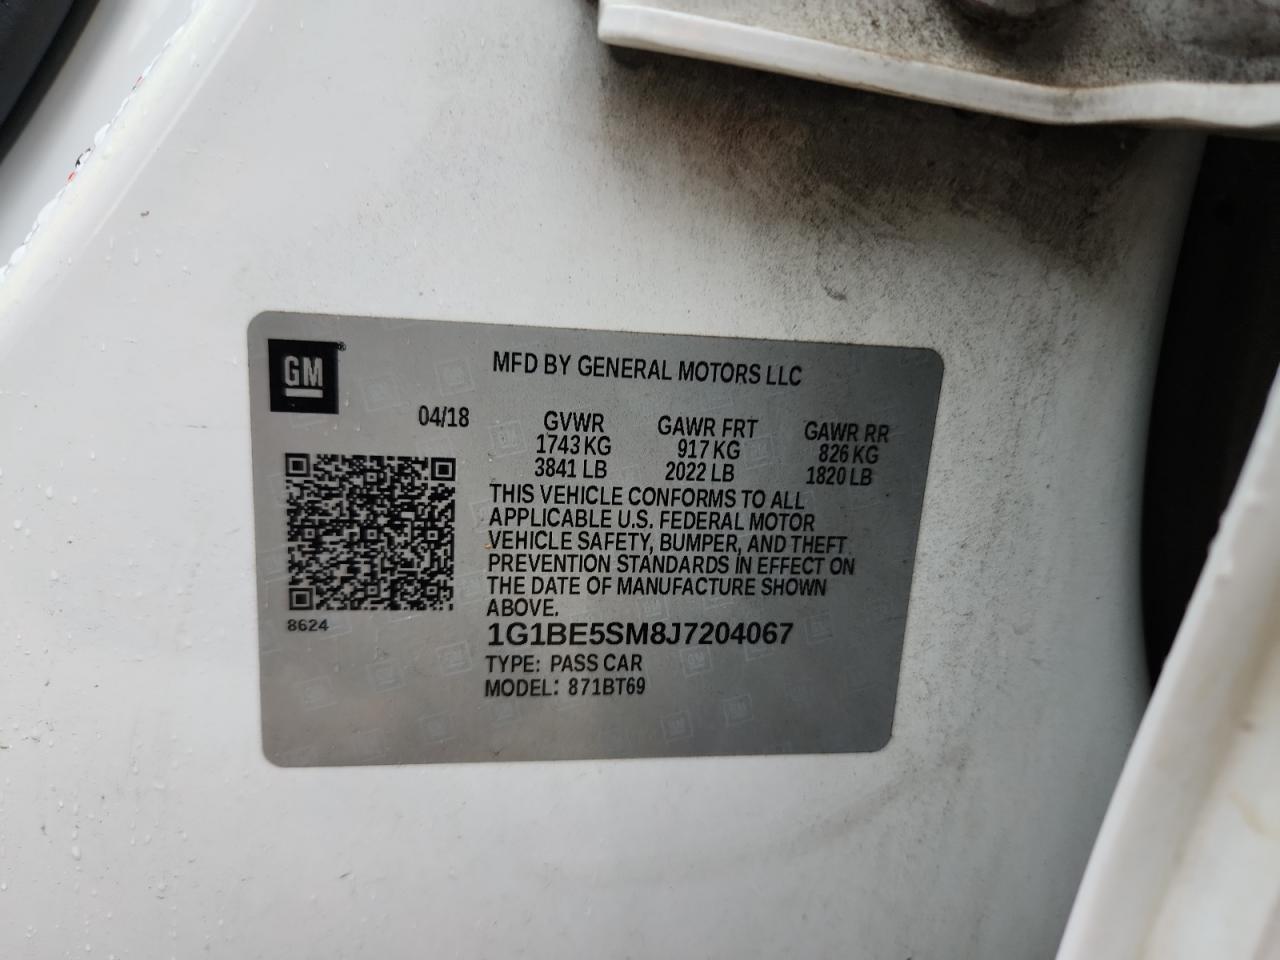 GM
MFD BY GENERAL MOTORS LLC
04/18
GVWR GAWR FRT GAWR RR
1743 KG 917 KG 826 KG
3841 LB 2022 LB 1820 LB
THIS VEHICLE CONFORMS TO ALL
APPLICABLE U.S. FEDERAL MOTOR
VEHICLE SAFETY, BUMPER, AND THEFT
PREVENTION STANDARDS IN EFFECT ON
THE DATE OF MANUFACTURE SHOWN
ABOVE.
8624
1G1BE5SM8J7204067
TYPE: PASS CAR
MODEL: 871BT69